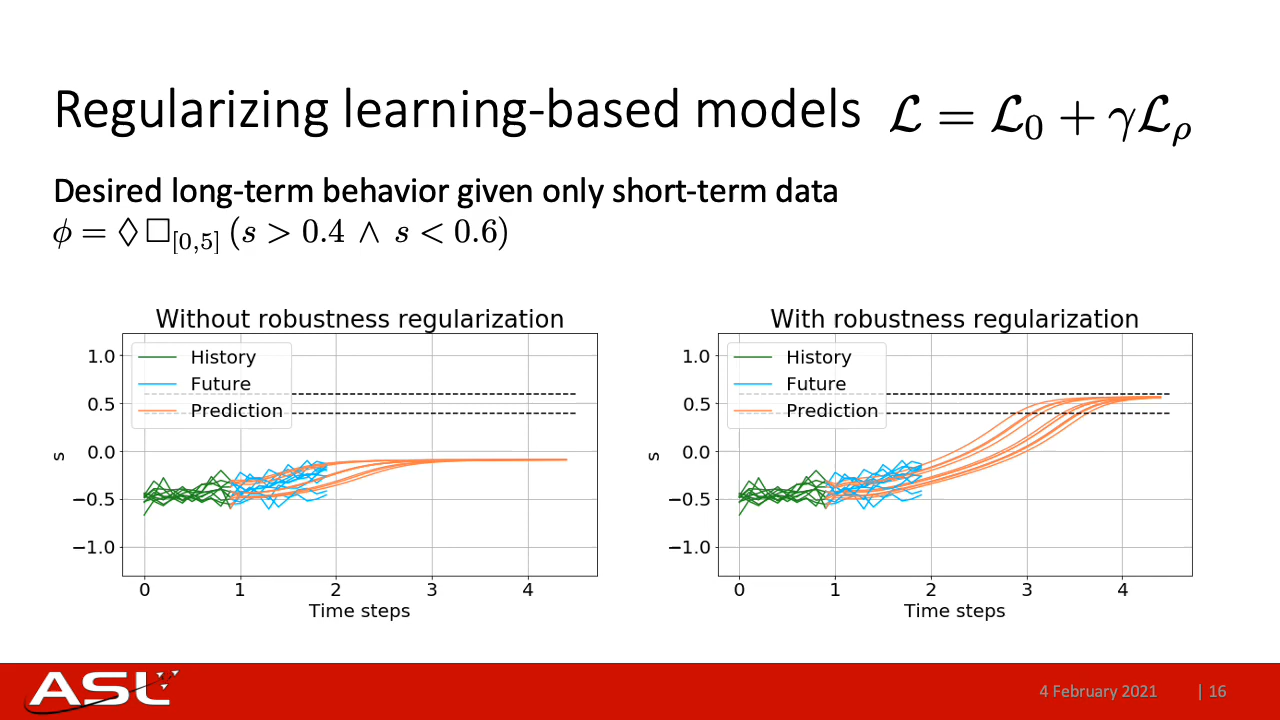 Regularizing learning-based models ℒ = ℒ₀ + γℒᵨ
Desired long-term behavior given only short-term data
ϕ = ◊ □[0,5] (s > 0.4 ∧ s < 0.6)
Without robustness regularization
1.0
0.5
0.0
−0.5
−1.0
s
History
Future
Prediction
0 1 2 3 4
Time steps
With robustness regularization
1.0
0.5
0.0
−0.5
−1.0
s
History
Future
Prediction
0 1 2 3 4
Time steps
ASL
4 February 2021 | 16